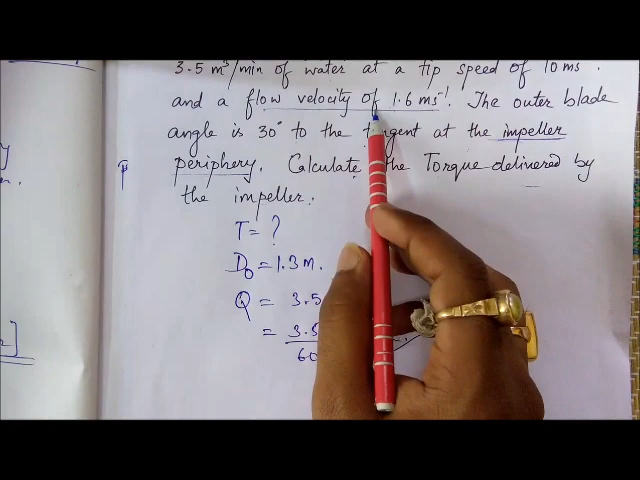 3.5 m³/min of water at a tip speed of 10 ms
and a flow velocity of 1.6 ms⁻¹. The outer blade
angle is 30° to the tangent at the impeller
periphery. Calculate the Torque delivered by
the impeller.
T = ?
D₀ = 1.3 m.
Q = 3.5
= 3.5
60